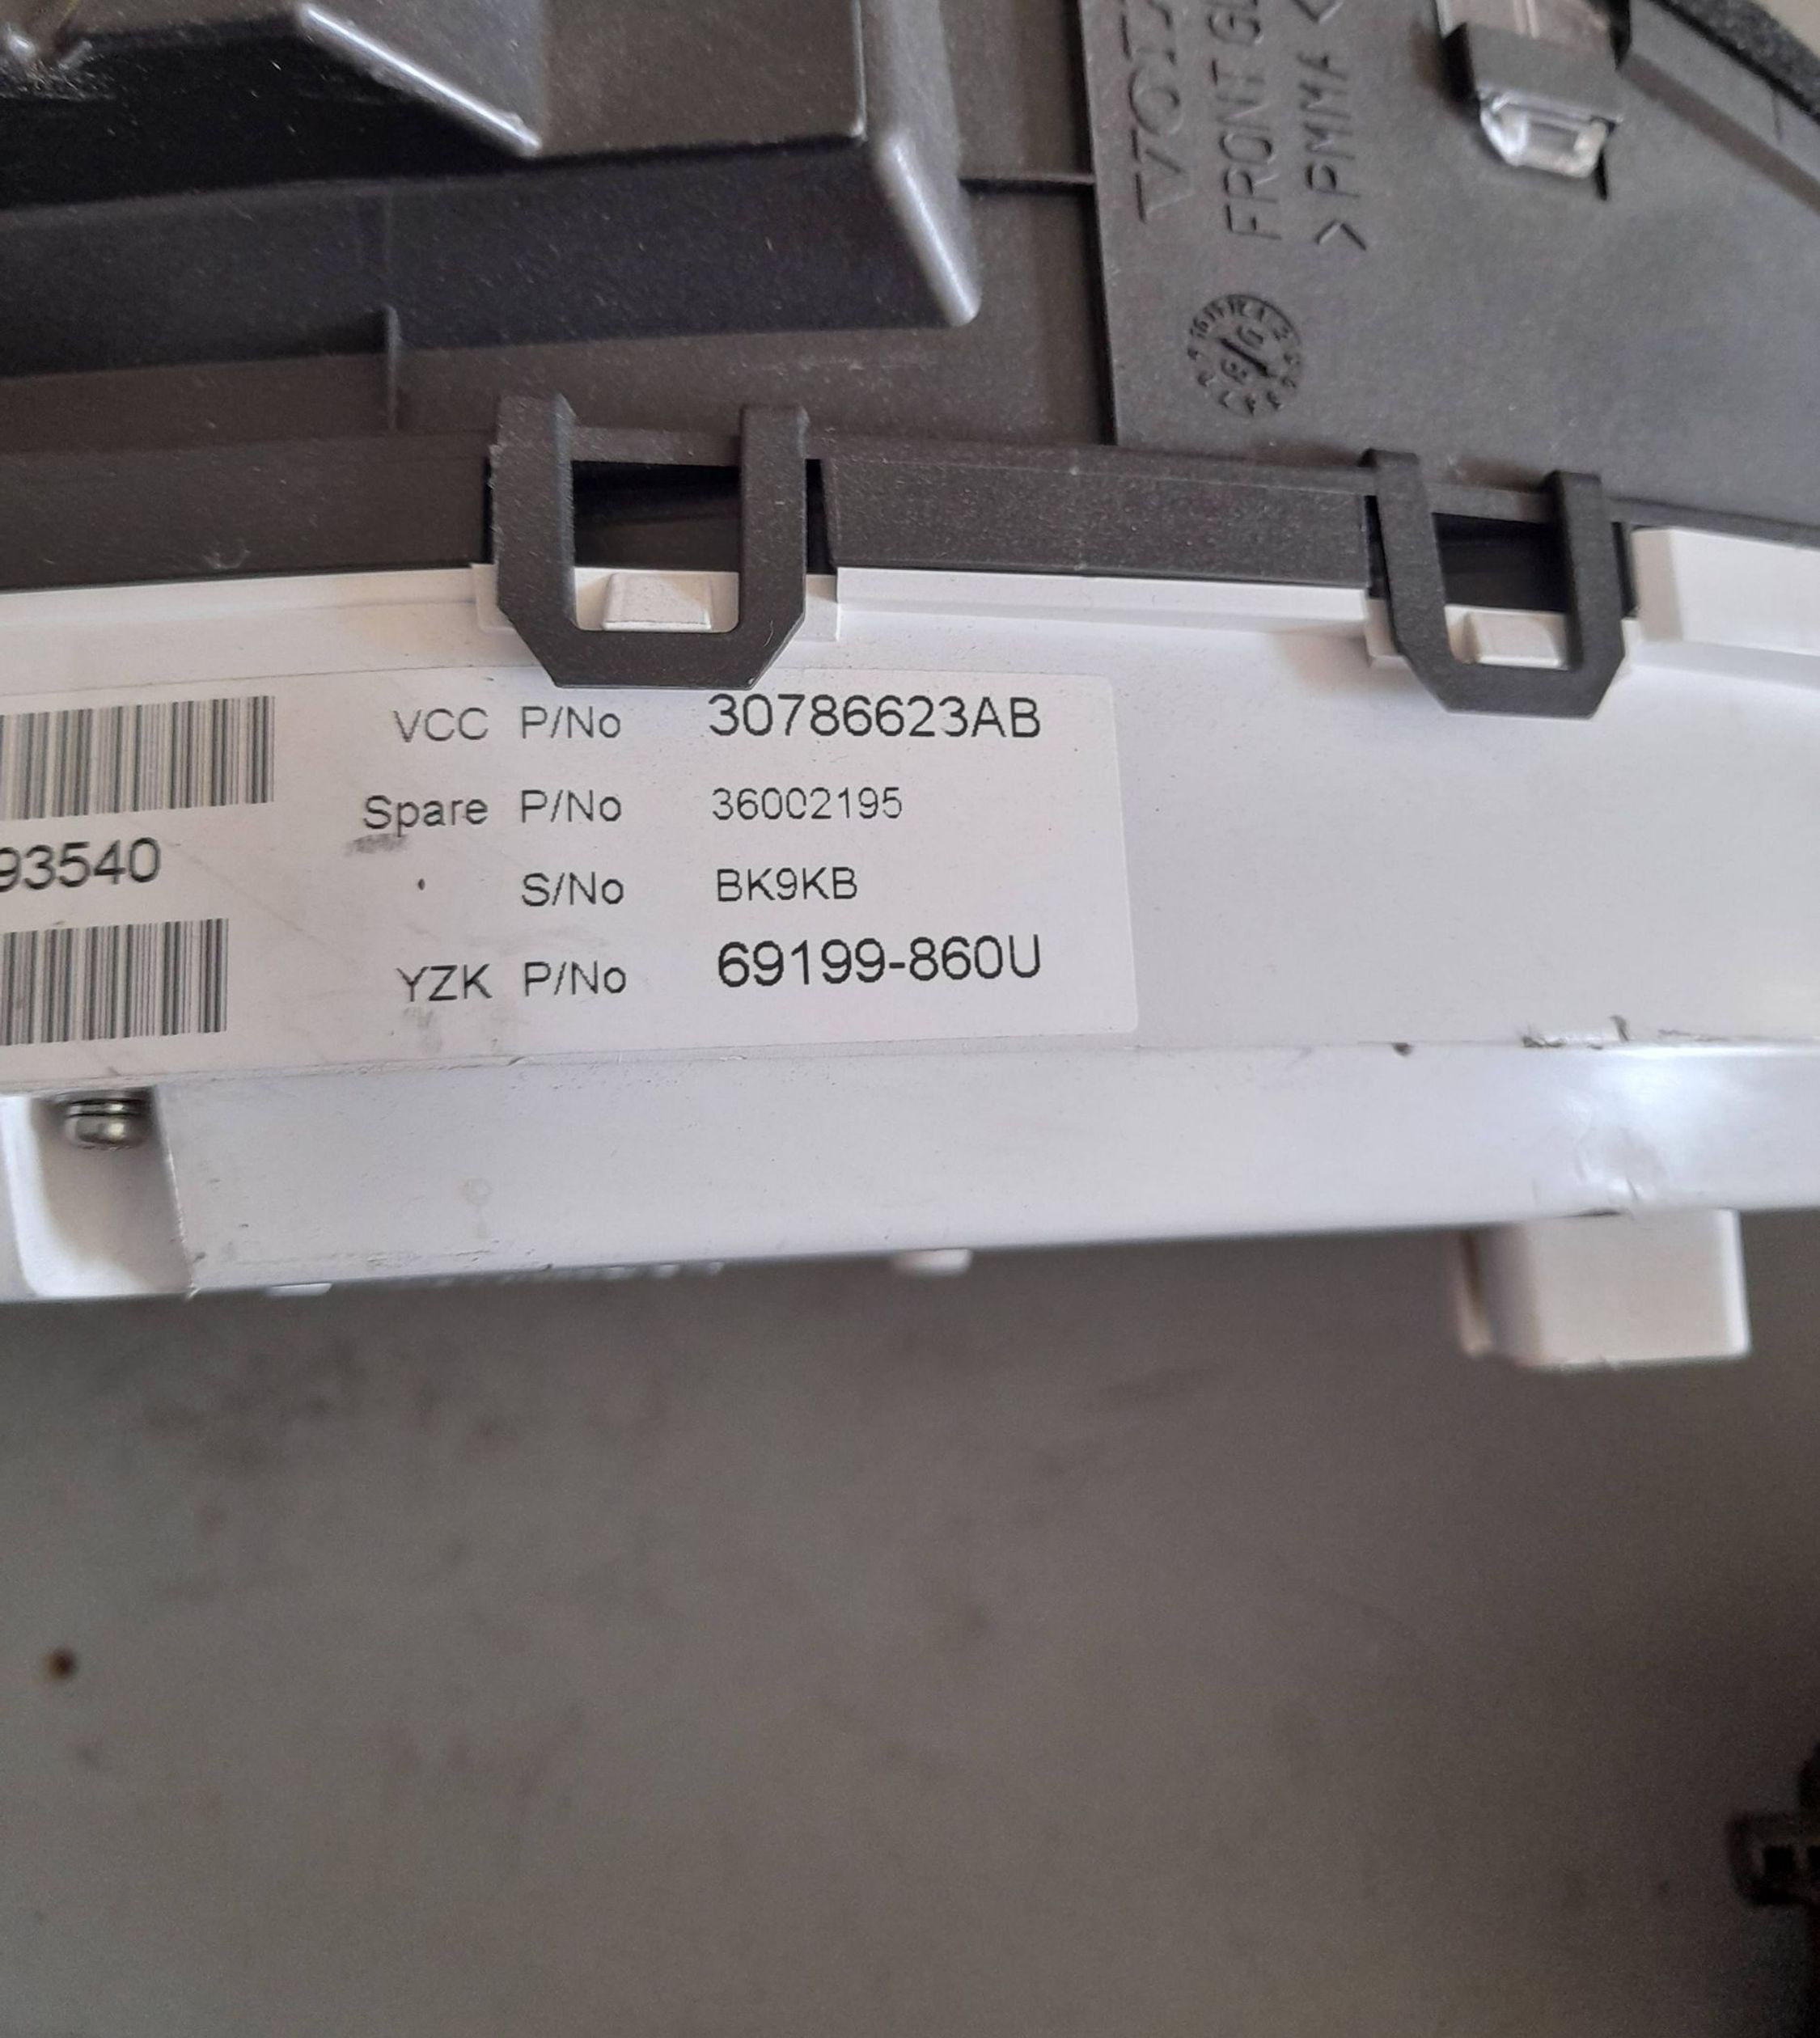 FRONT
>PMMA<
VCC P/No 30786623AB
Spare P/No 36002195
93540
S/No BK9KB
YZK P/No 69199-860U